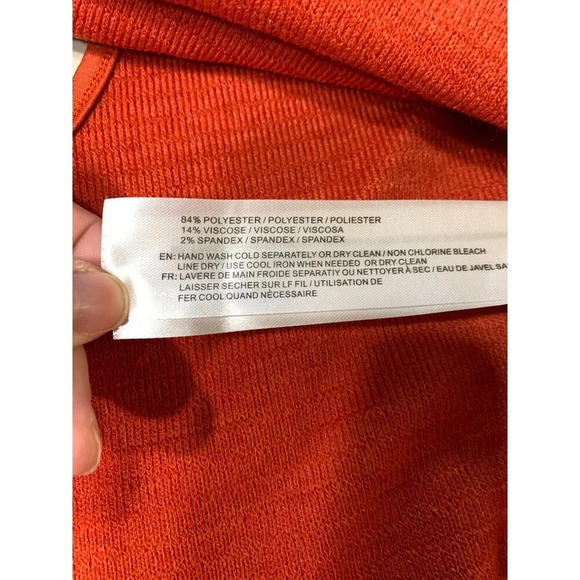 84% POLYESTER / POLYESTER / POLIESTER
14% VISCOSE / VISCOSE / VISCOSA
2% SPANDEX / SPANDEX / SPANDEX
EN: HAND WASH COLD SEPARATELY OR DRY CLEAN / NON CHLORINE BLEACH
LINE DRY / USE COOL IRON WHEN NEEDED OR DRY CLEAN
FR: LAVERE DE MAIN FROIDE SEPARATIY OU NETTOYER À SEC / EAU DE JAVEL SA
LAISSER SECHER SUR LF FIL / UTILISATION DE
FER COOL QUAND NÉCESSAIRE